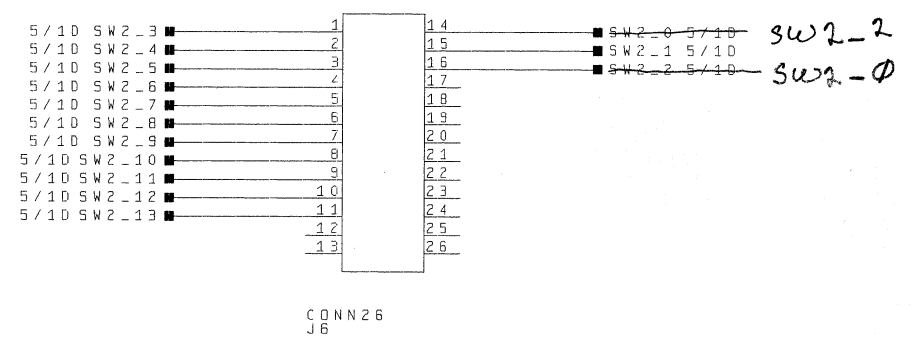 5/1D SW2_3 1 14 SW2_0 5/1D SW2_2
5/1D SW2_4 2 15 SW2_1 5/1D
5/1D SW2_5 3 16 SW2_2 5/1D SW2_0
5/1D SW2_6 4 17
5/1D SW2_7 5 18
5/1D SW2_8 6 19
5/1D SW2_9 7 20
5/1D SW2_10 8 21
5/1D SW2_11 9 22
5/1D SW2_12 10 23
5/1D SW2_13 11 24
12 25
13 26
CONN26
J6